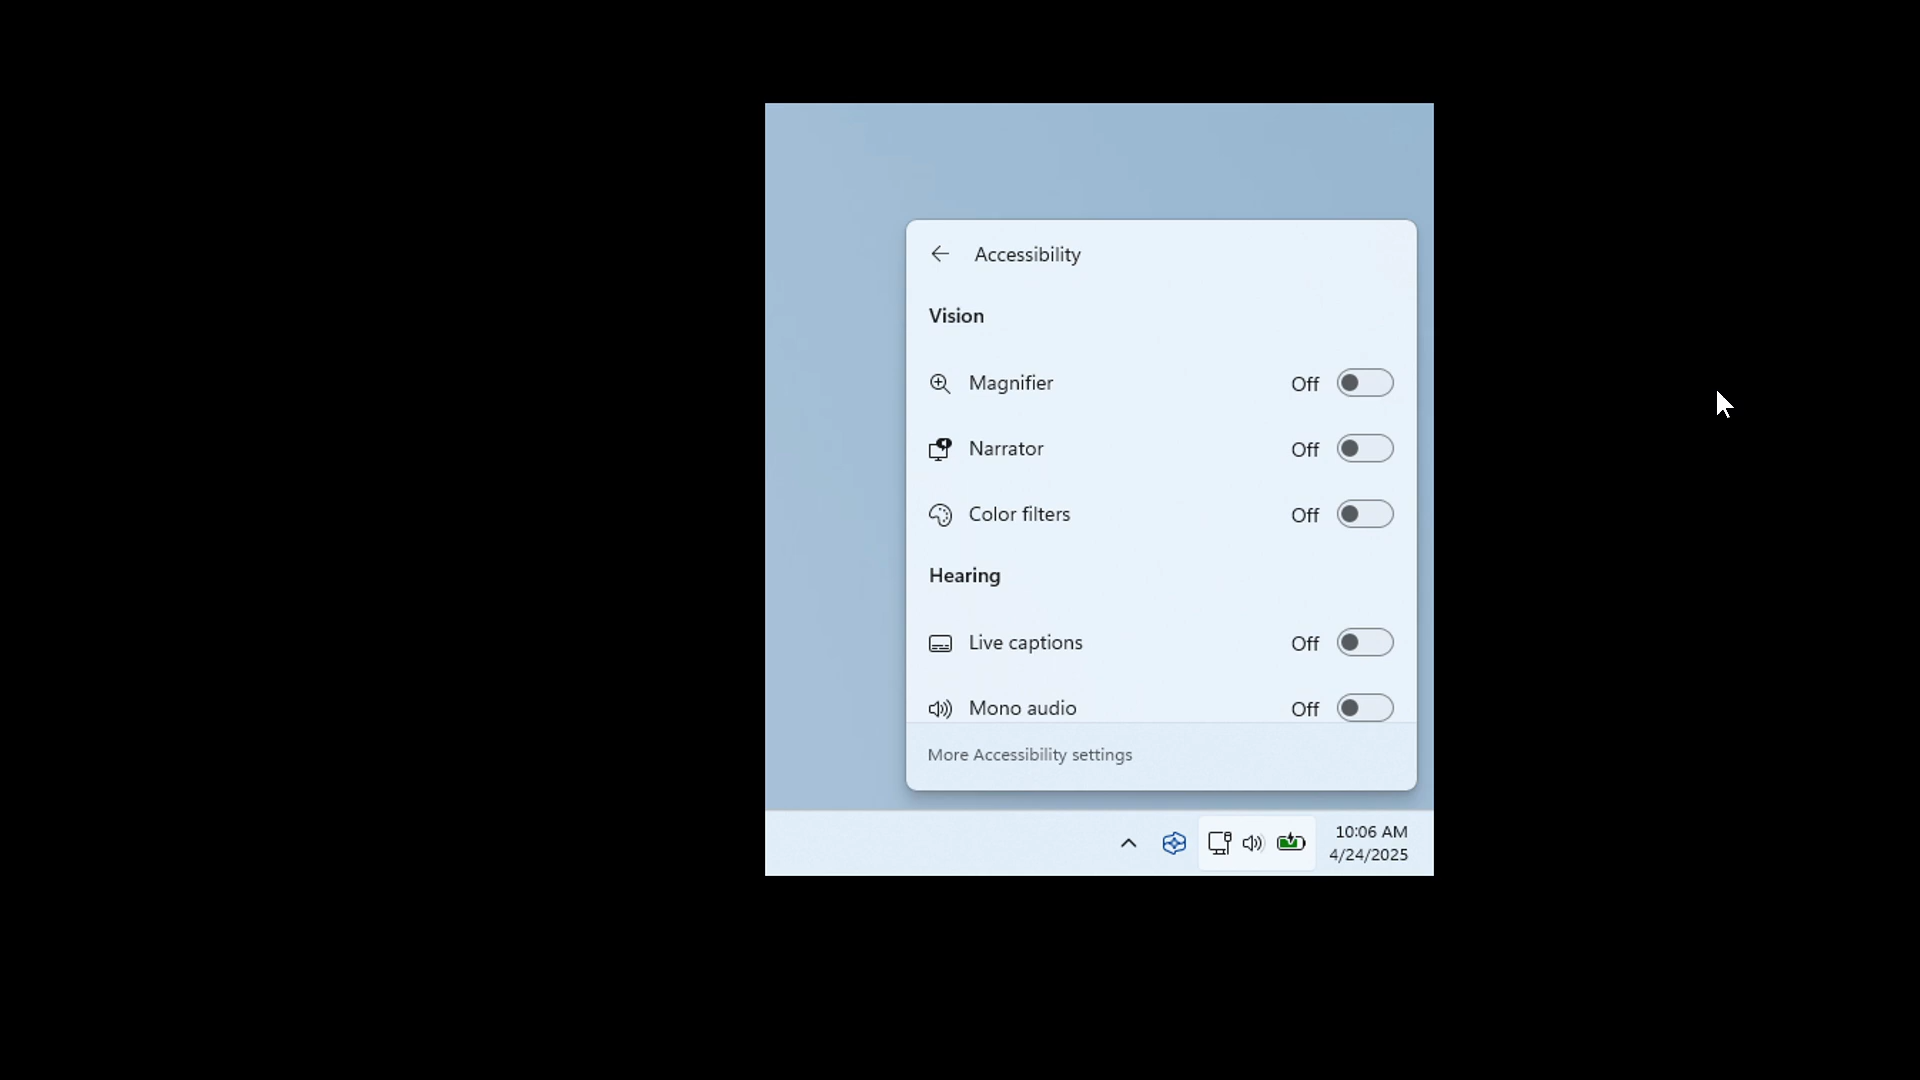 Accessibility
Vision
Magnifier Off
Narrator Off
Color filters Off
Hearing
Live captions Off
Mono audio Off
More Accessibility settings
10:06 AM
4/24/2025